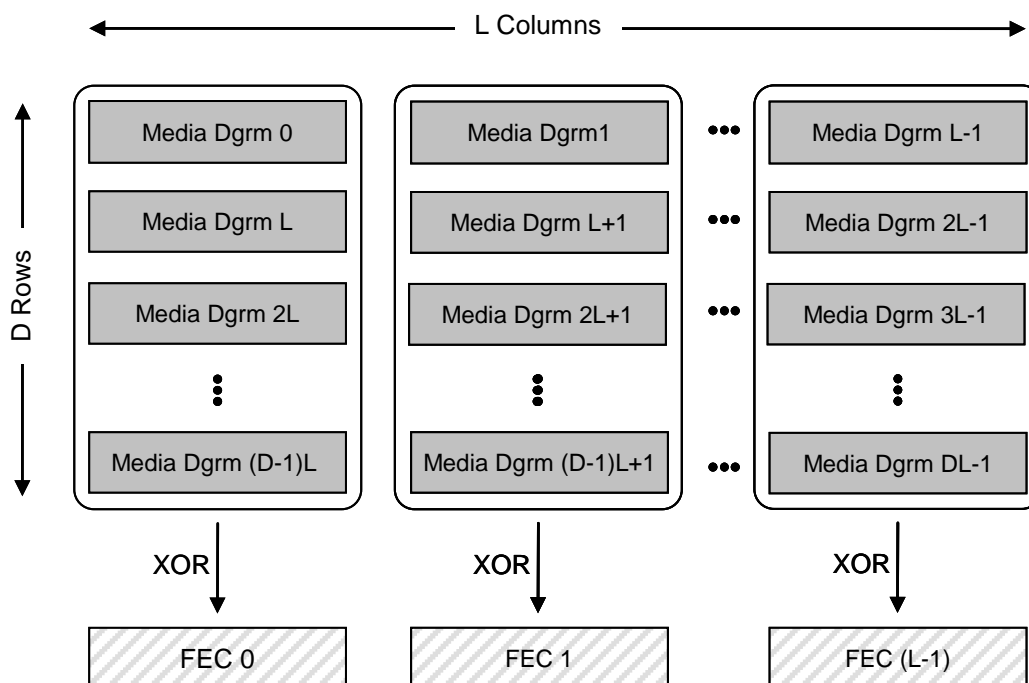 L Columns
D Rows
Media Dgrm 0
Media Dgrm1
Media Dgrm L-1
Media Dgrm L
Media Dgrm L+1
Media Dgrm 2L-1
Media Dgrm 2L
Media Dgrm 2L+1
Media Dgrm 3L-1
Media Dgrm (D-1)L
Media Dgrm (D-1)L+1
Media Dgrm DL-1
XOR
XOR
XOR
FEC 0
FEC 1
FEC (L-1)